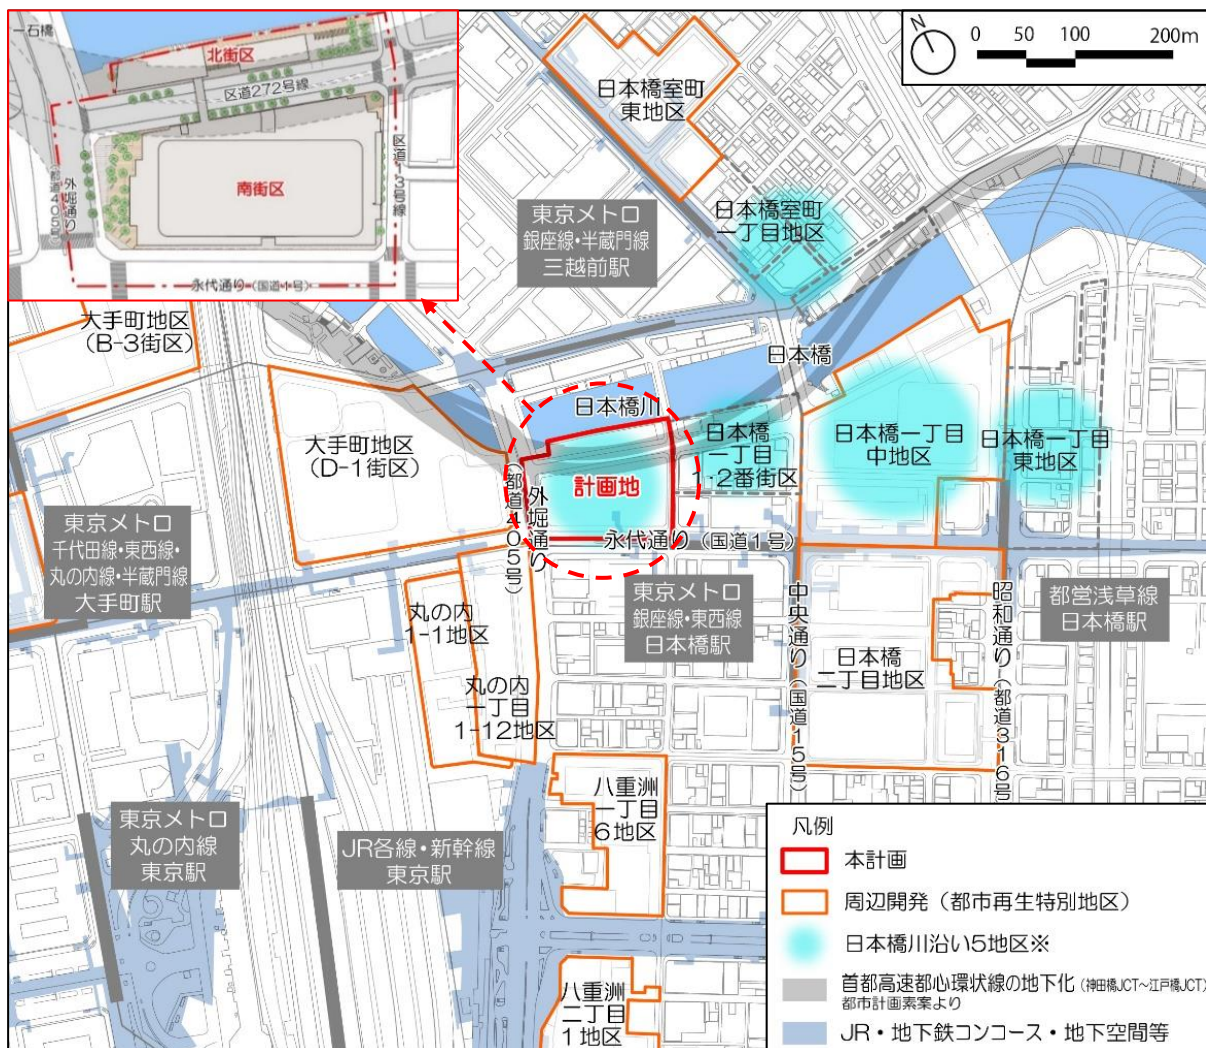 一石橋
北街区
区道272号線
南街区
外堀通り
(都道405号)
区道13号線
永代通り(国道1号)
N
0 50 100 200m
日本橋室町
東地区
東京メトロ
銀座線・半蔵門線
三越前駅
日本橋室町
一丁目地区
大手町地区
(B-3街区)
日本橋
日本橋川
大手町地区
(D-1街区)
日本橋
一丁目
1・2番街区
日本橋一丁目
中地区
日本橋一丁目
東地区
計画地
外堀通り
(都道405号)
永代通り(国道1号)
東京メトロ
千代田線・東西線・
丸の内線・半蔵門線
大手町駅
丸の内
1-1地区
東京メトロ
銀座線・東西線
日本橋駅
中央通り(国道15号)
昭和通り(都道316号)
都営浅草線
日本橋駅
日本橋
二丁目地区
丸の内
一丁目
1-12地区
八重洲
一丁目
6地区
東京メトロ
丸の内線
東京駅
JR各線・新幹線
東京駅
八重洲
二丁目
1地区
凡例
本計画
周辺開発（都市再生特別地区）
日本橋川沿い5地区※
首都高速都心環状線の地下化（神田橋JCT～江戸橋JCT）
都市計画素案より
JR・地下鉄コンコース・地下空間等